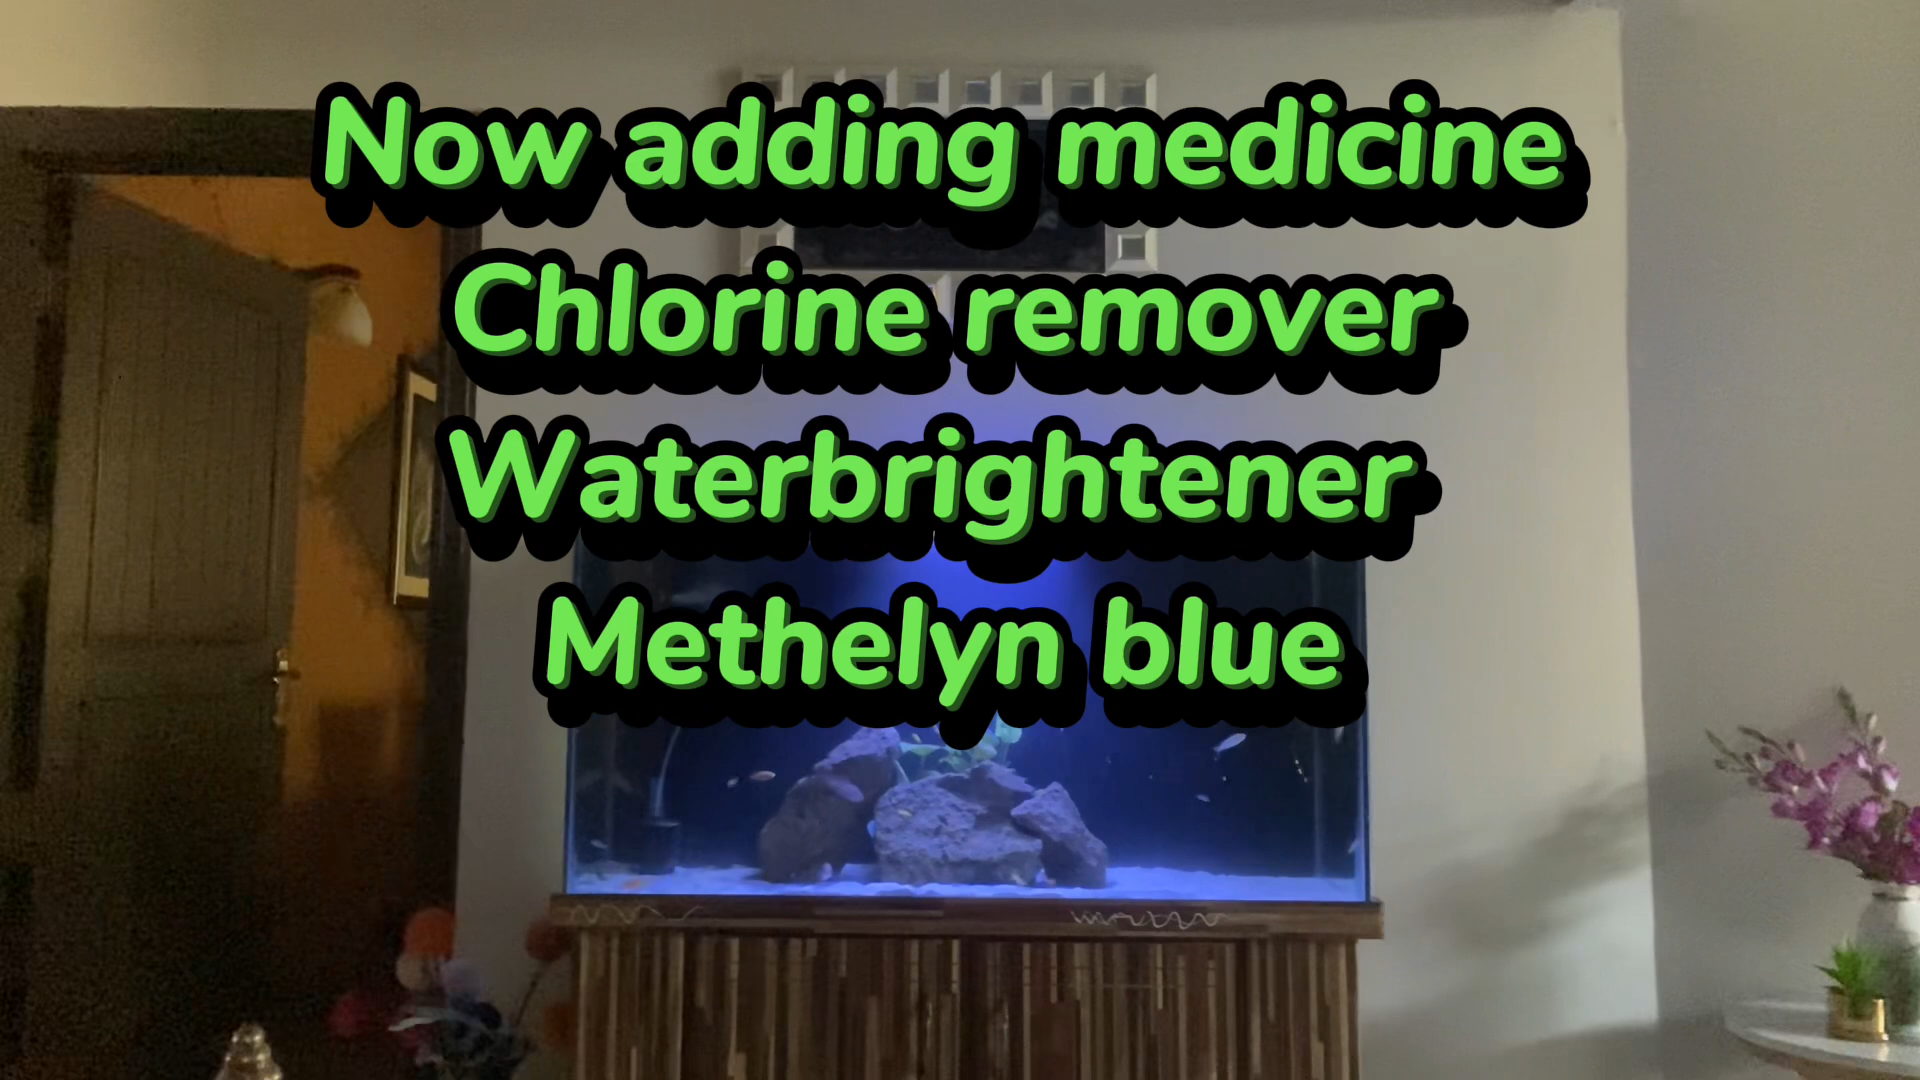 Now adding medicine
Chlorine remover
Waterbrightener
Methelyn blue